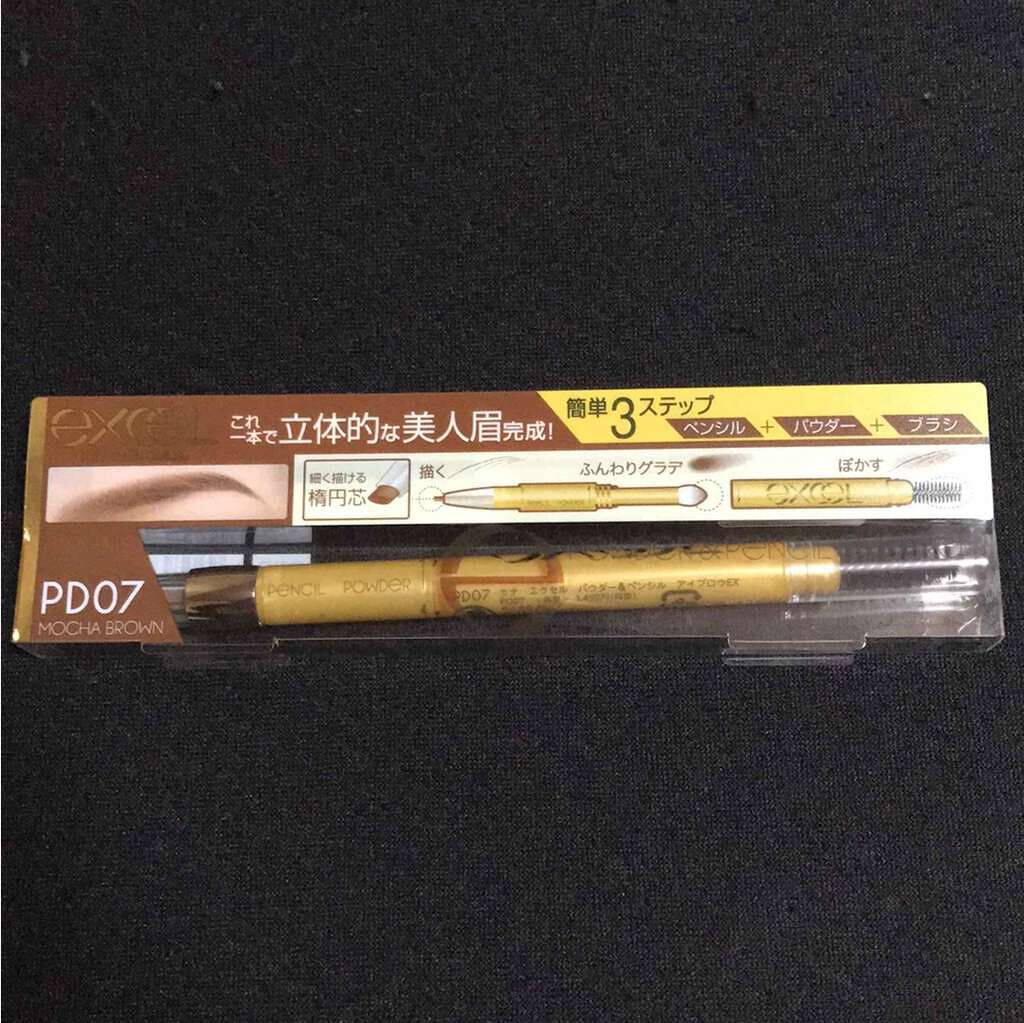 excel
これ
一本で立体的な美人眉完成!
簡単3ステップ
ペンシル + パウダー + ブラシ
細く描ける
楕円芯
描く
ふんわりグラデ
ぼかす
excel
PD07
MOCHA BROWN
PENCIL POWDER
POWDER&PENCIL
PD07 サナ エクセル パウダー&ペンシル アイブロウEX